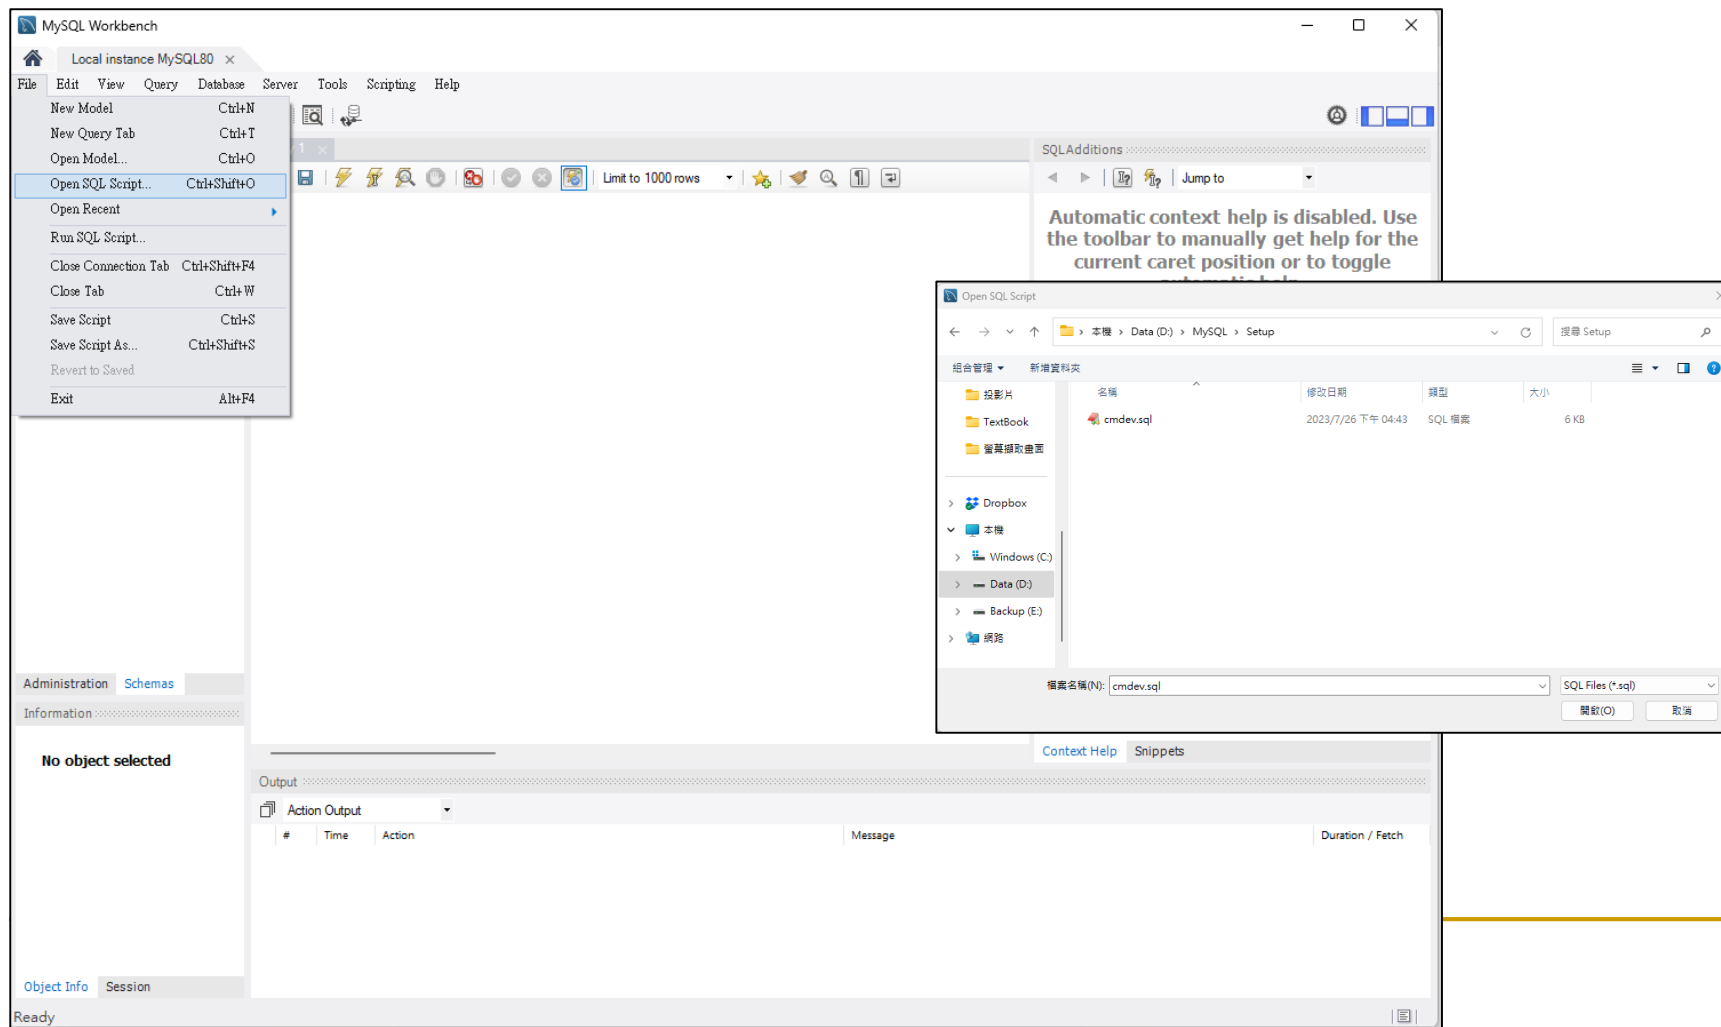 MySQL Workbench
Local instance MySQL80
File Edit View Query Database Server Tools Scripting Help
New Model Ctrl+N
New Query Tab Ctrl+T
Open Model... Ctrl+O
Open SQL Script... Ctrl+Shift+O
Open Recent
Run SQL Script...
Close Connection Tab Ctrl+Shift+F4
Close Tab Ctrl+W
Save Script Ctrl+S
Save Script As... Ctrl+Shift+S
Revert to Saved
Exit Alt+F4
1
Limit to 1000 rows
SQLAdditions
Jump to
Automatic context help is disabled. Use
the toolbar to manually get help for the
current caret position or to toggle
automatic help.
Open SQL Script
本機 Data (D:) MySQL Setup
搜尋 Setup
組合管理 新增資料夾
名稱 修改日期 類型 大小
cmdev.sql 2023/7/26 下午 04:43 SQL 檔案 6 KB
投影片
TextBook
螢幕擷取畫面
Dropbox
本機
Windows (C:)
Data (D:)
Backup (E:)
網路
檔案名稱(N): cmdev.sql SQL Files (*.sql)
開啟(O) 取消
Administration Schemas
Information
No object selected
Context Help Snippets
Output
Action Output
# Time Action Message Duration / Fetch
Object Info Session
Ready